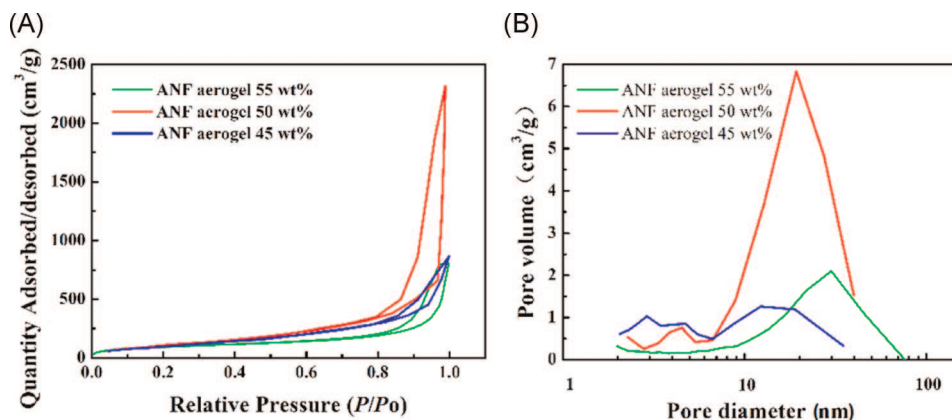 (A)
Quantity Adsorbed/desorbed (cm³/g)
2500
2000
1500
1000
500
0
ANF aerogel 55 wt%
ANF aerogel 50 wt%
ANF aerogel 45 wt%
0.0 0.2 0.4 0.6 0.8 1.0
Relative Pressure (P/Po)
(B)
Pore volume (cm³/g)
7
6
5
4
3
2
1
0
ANF aerogel 55 wt%
ANF aerogel 50 wt%
ANF aerogel 45 wt%
1 10 100
Pore diameter (nm)